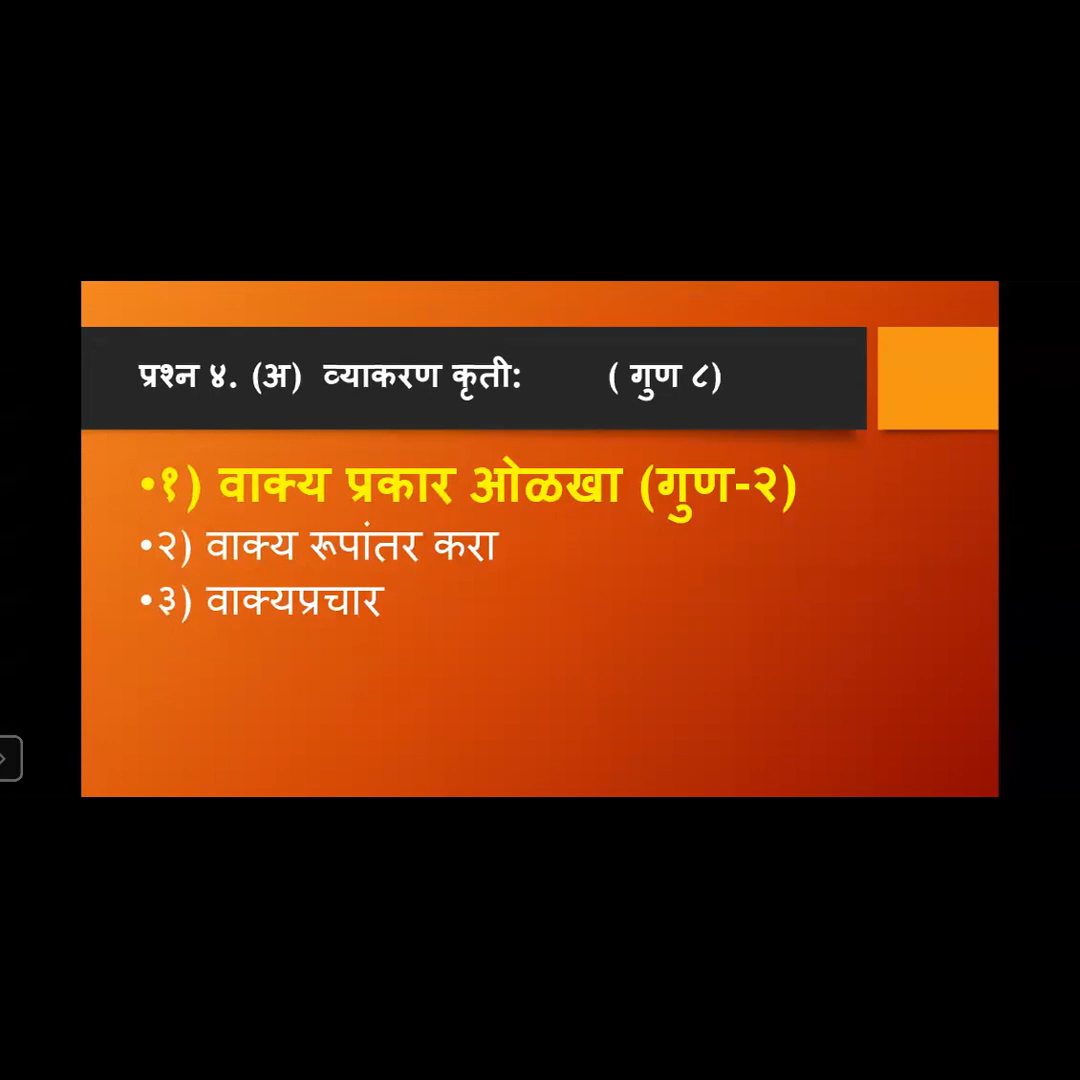 प्रश्न ४. (अ) व्याकरण कृती: ( गुण ८)
•१) वाक्य प्रकार ओळखा (गुण-२)
•२) वाक्य रूपांतर करा
•३) वाक्यप्रचार